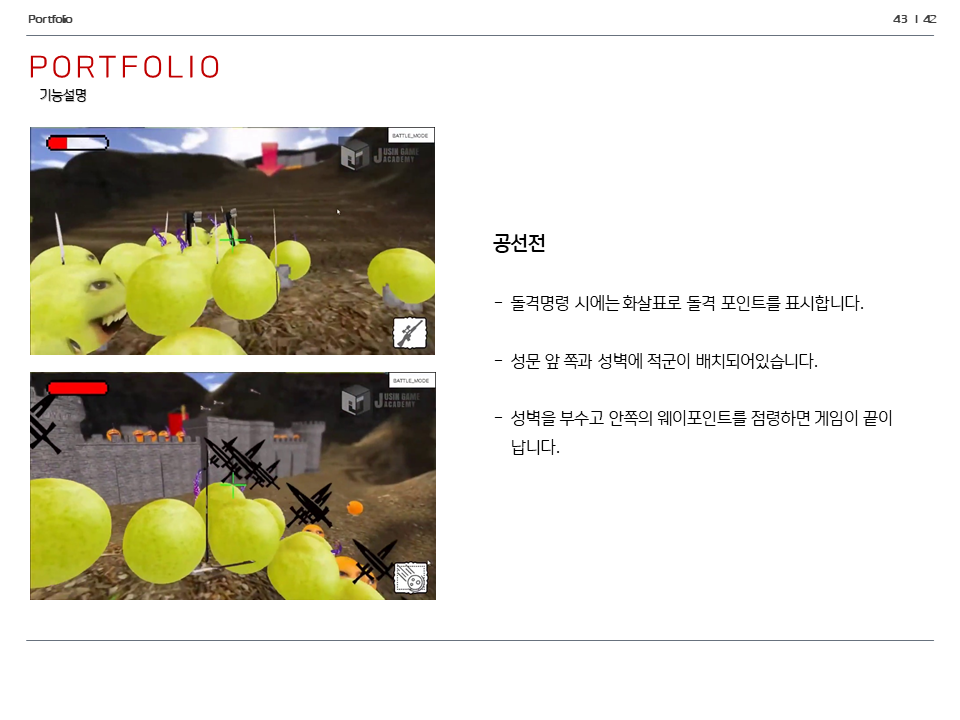 Portfolio
43 | 42
PORTFOLIO
기능설명
BATTLE_MODE
JUSIN GAME
ACADEMY
공선전
- 돌격명령 시에는 화살표로 돌격 포인트를 표시합니다.
- 성문 앞 쪽과 성벽에 적군이 배치되어있습니다.
- 성벽을 부수고 안쪽의 웨이포인트를 점령하면 게임이 끝이
납니다.
BATTLE_MODE
JUSIN GAME
ACADEMY